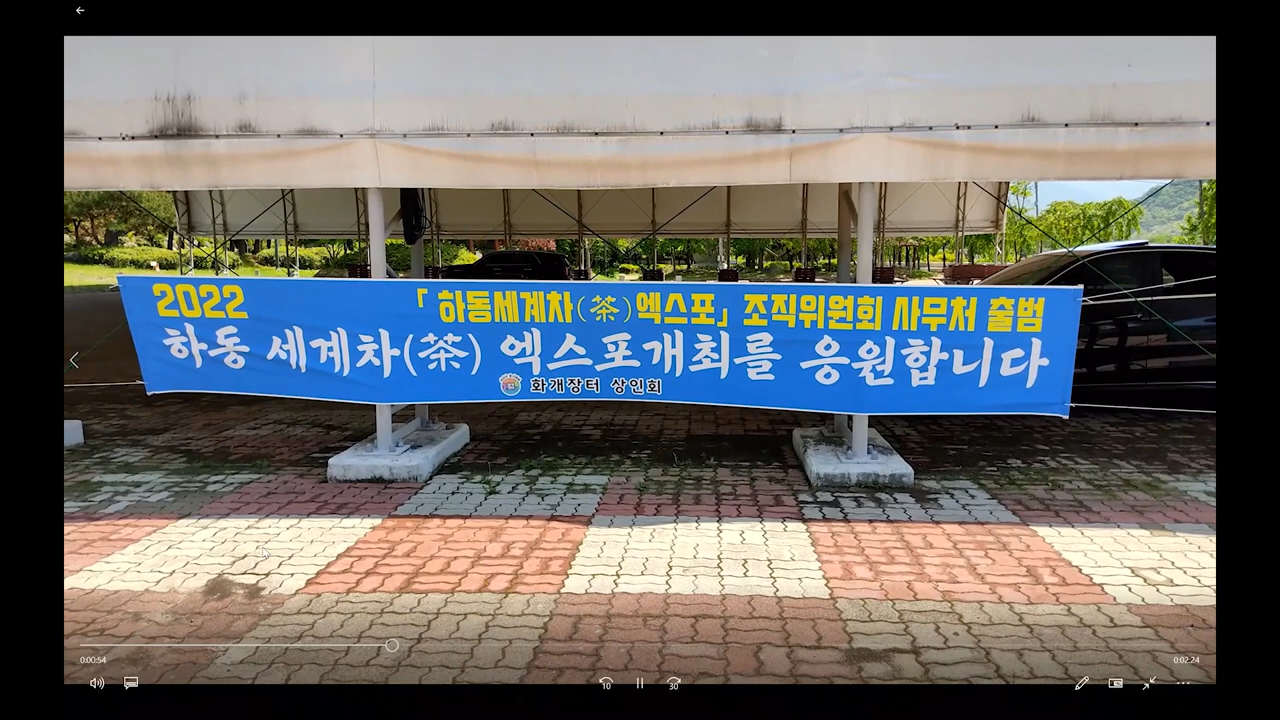 2022 「하동세계차(茶)엑스포」 조직위원회 사무처 출범
하동 세계차(茶) 엑스포개최를 응원합니다
화개장터 상인회
0:00:54
0:02:24
10
30